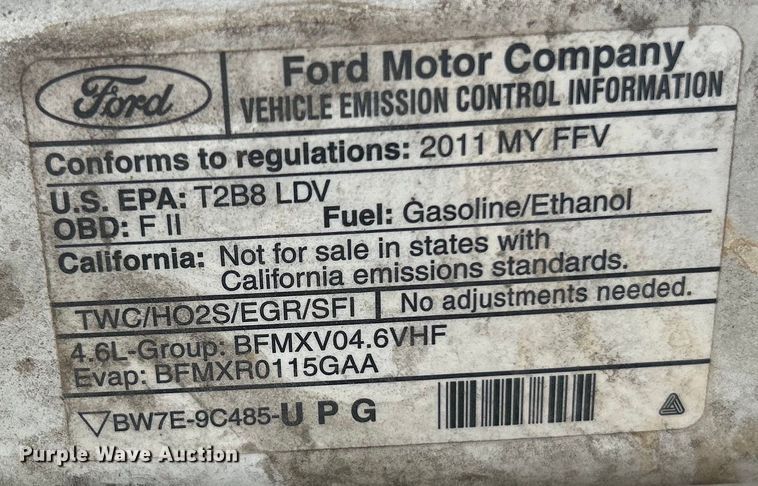 Ford
Ford Motor Company
VEHICLE EMISSION CONTROL INFORMATION
Conforms to regulations: 2011 MY FFV
U.S. EPA: T2B8 LDV
OBD: F II Fuel: Gasoline/Ethanol
California: Not for sale in states with
California emissions standards.
TWC/HO2S/EGR/SFI No adjustments needed.
4.6L-Group: BFMXV04.6VHF
Evap: BFMXR0115GAA
BW7E-9C485-U P G
Purple Wave Auction